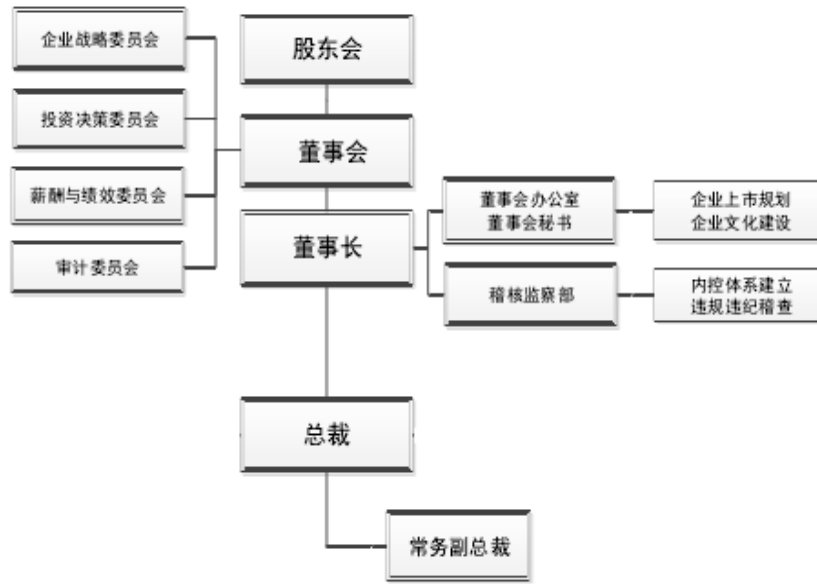 企业战略委员会
投资决策委员会
薪酬与绩效委员会
审计委员会
股东会
董事会
董事长
董事会办公室
董事会秘书
企业上市规划
企业文化建设
稽核监察部
内控体系建立
违规违纪稽查
总裁
常务副总裁